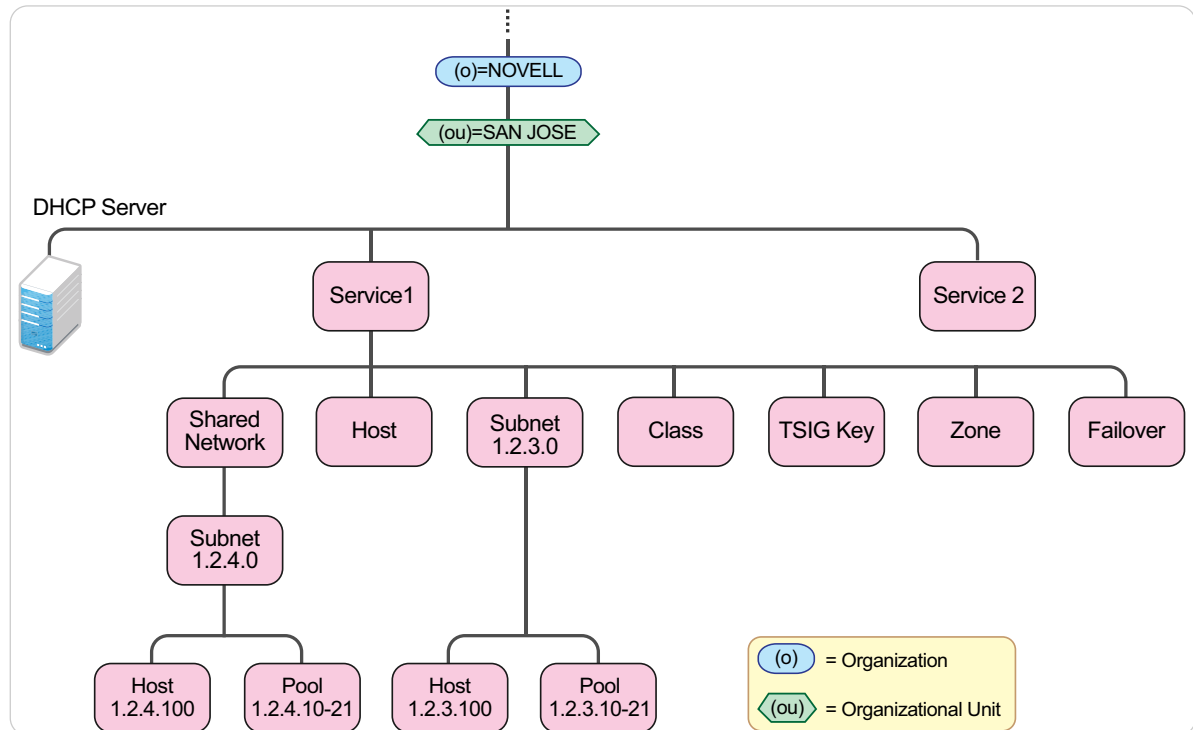 (o)=NOVELL
(ou)=SAN JOSE
DHCP Server
Service1
Service 2
Shared
Network
Host
Subnet
1.2.3.0
Class
TSIG Key
Zone
Failover
Subnet
1.2.4.0
Host
1.2.4.100
Pool
1.2.4.10-21
Host
1.2.3.100
Pool
1.2.3.10-21
(o) = Organization
(ou) = Organizational Unit